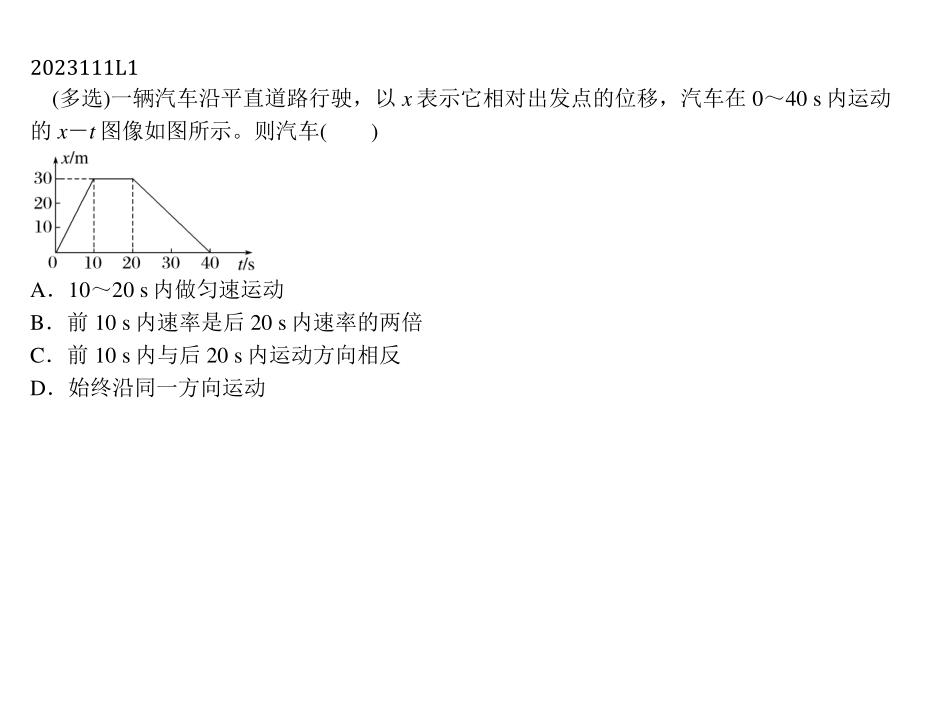 2023111L1
(多选)一辆汽车沿平直道路行驶，以 x 表示它相对出发点的位移，汽车在 0～40 s 内运动
的 x－t 图像如图所示。则汽车(　　)
x/m
30
20
10
0 10 20 30 40 t/s
A．10～20 s 内做匀速运动
B．前 10 s 内速率是后 20 s 内速率的两倍
C．前 10 s 内与后 20 s 内运动方向相反
D．始终沿同一方向运动